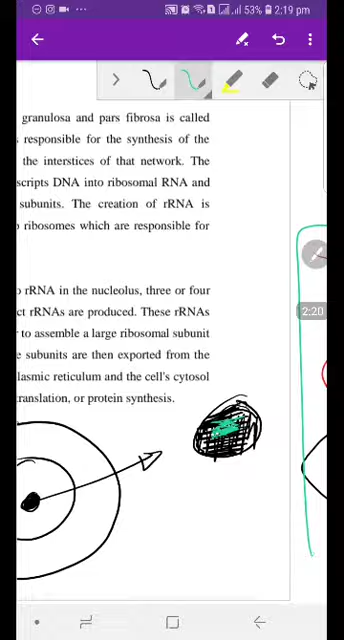 53% 2:19 pm
granulosa and pars fibrosa is called
responsible for the synthesis of the
the interstices of that network. The
scripts DNA into ribosomal RNA and
subunits. The creation of rRNA is
ribosomes which are responsible for
2:20
o rRNA in the nucleolus, three or four
ct rRNAs are produced. These rRNAs
to assemble a large ribosomal subunit
e subunits are then exported from the
plasmic reticulum and the cell's cytosol
translation, or protein synthesis.